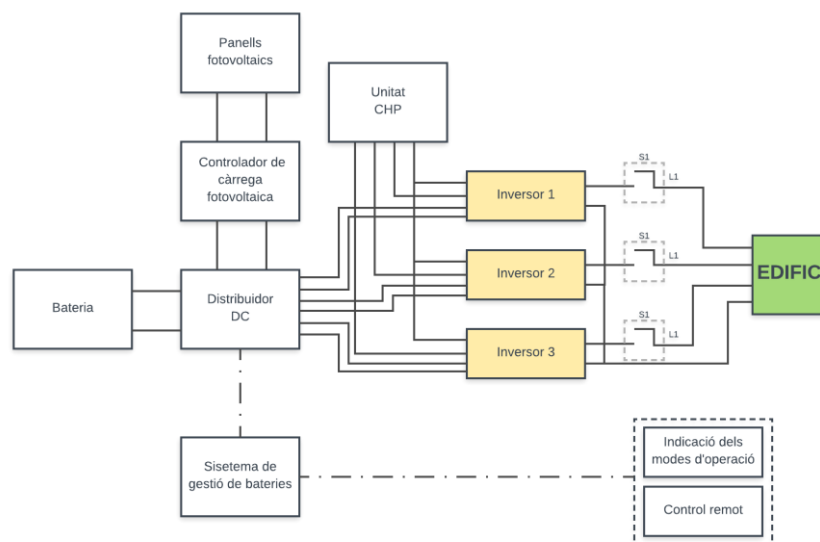 Panells
fotovoltaics
Unitat
CHP
Controlador de
càrrega
fotovoltaica
S1
L1
Inversor 1
S1
L1
Inversor 2
EDIFIC
Bateria
Distribuidor
DC
S1
L1
Inversor 3
Sisetema de
gestió de bateries
Indicació dels
modes d'operació
Control remot